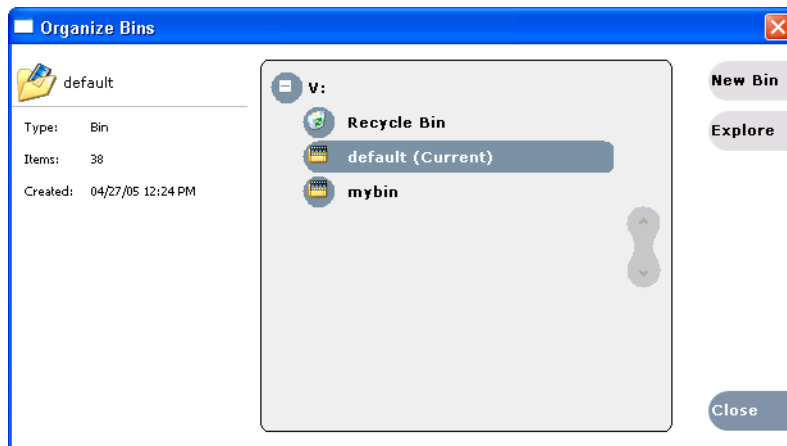 Organize Bins
default
Type: Bin
Items: 38
Created: 04/27/05 12:24 PM
V:
Recycle Bin
default (Current)
mybin
New Bin
Explore
Close